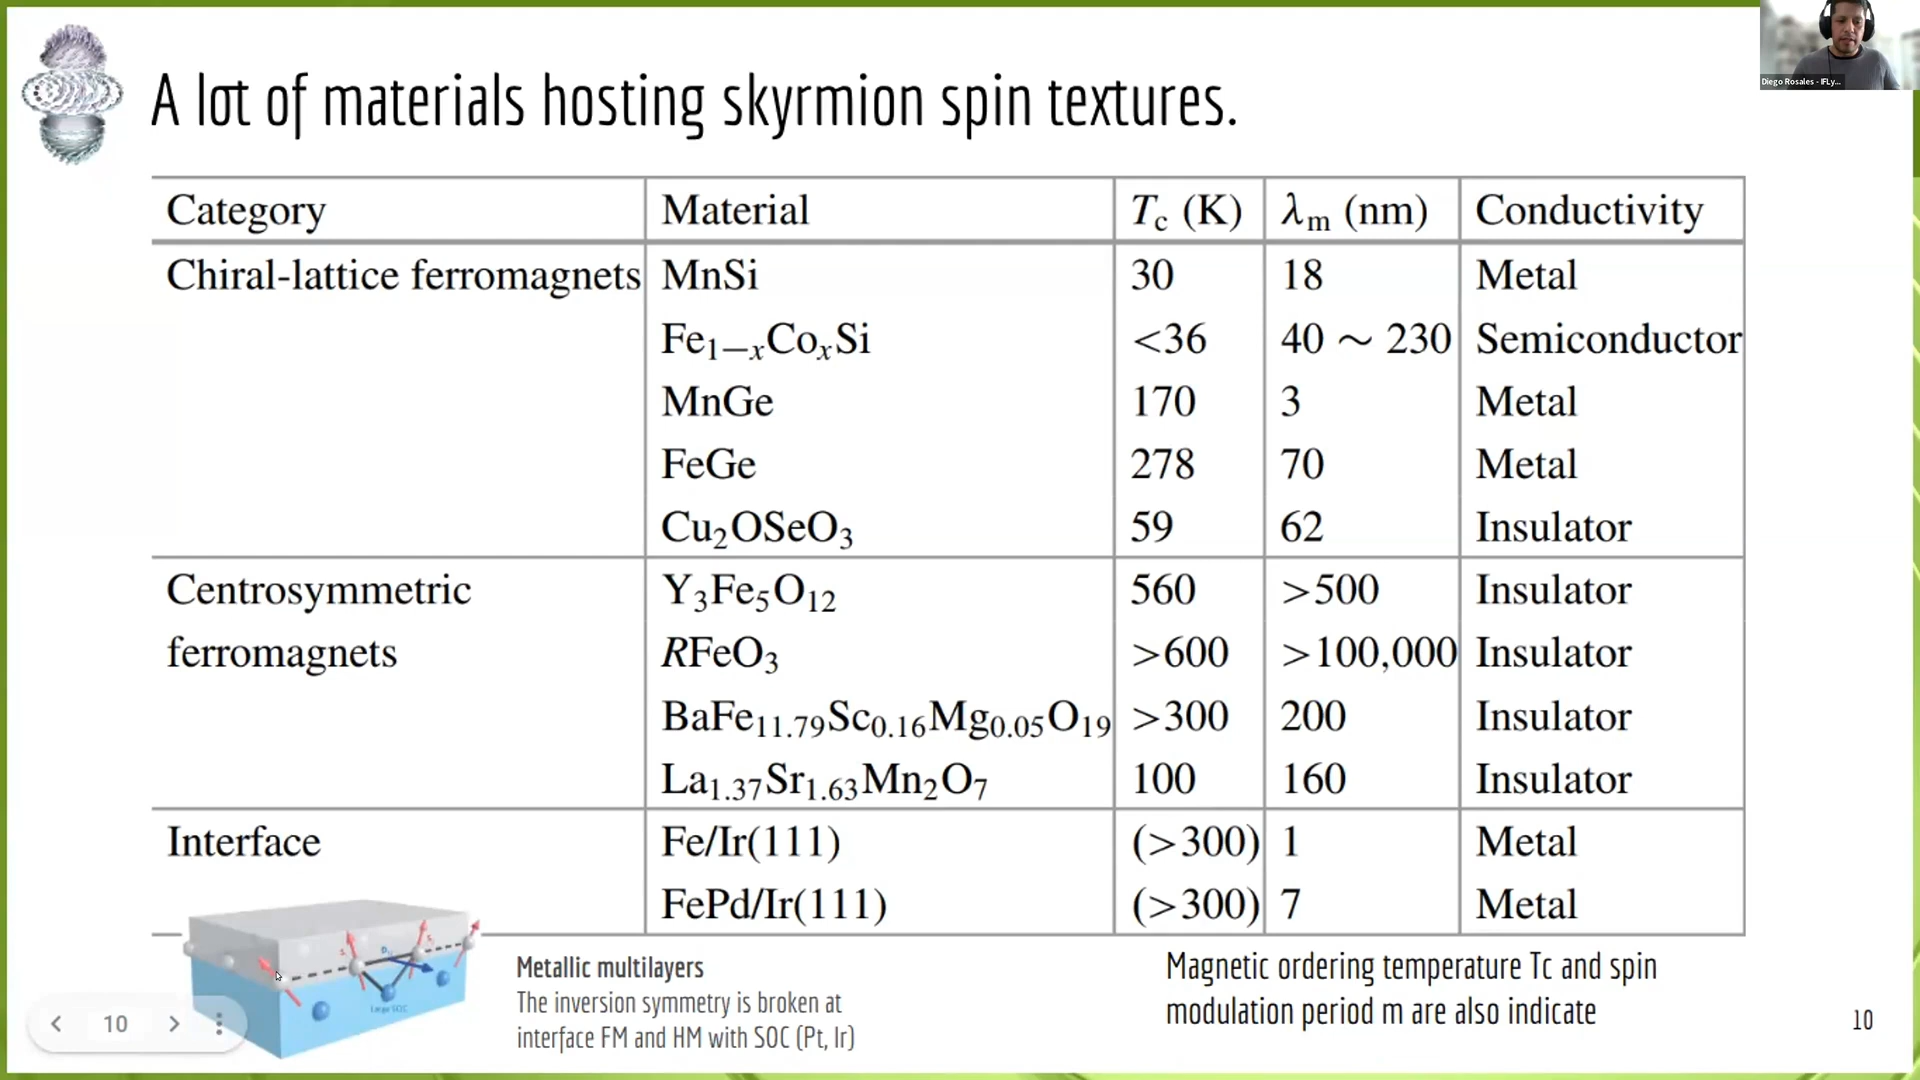 Diego Rosales - IFLy...
A lot of materials hosting skyrmion spin textures.
Category Material Tc (K) λm (nm) Conductivity
Chiral-lattice ferromagnets MnSi 30 18 Metal
Fe1−xCoxSi <36 40 ∼ 230 Semiconductor
MnGe 170 3 Metal
FeGe 278 70 Metal
Cu2OSeO3 59 62 Insulator
Centrosymmetric Y3Fe5O12 560 >500 Insulator
ferromagnets RFeO3 >600 >100,000 Insulator
BaFe11.79Sc0.16Mg0.05O19 >300 200 Insulator
La1.37Sr1.63Mn2O7 100 160 Insulator
Interface Fe/Ir(111) (>300) 1 Metal
FePd/Ir(111) (>300) 7 Metal
Large SOC
Metallic multilayers
The inversion symmetry is broken at
interface FM and HM with SOC (Pt, Ir)
Magnetic ordering temperature Tc and spin
modulation period m are also indicate
10
10